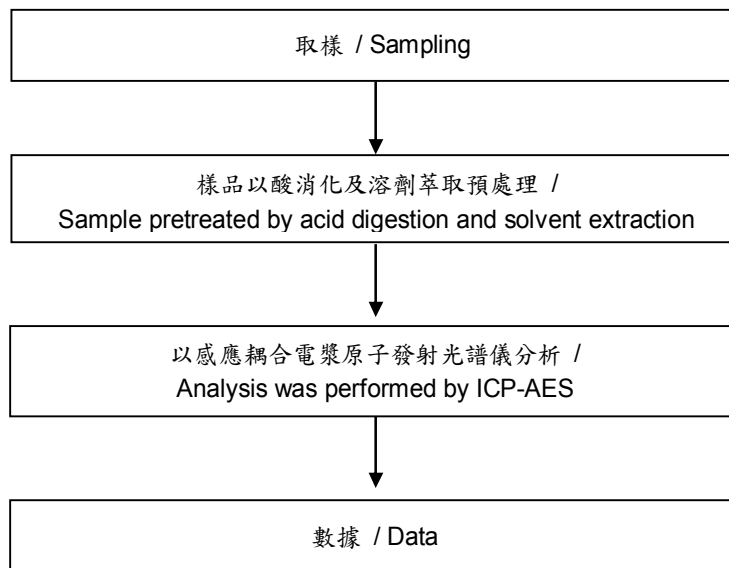 取樣 / Sampling
樣品以酸消化及溶劑萃取預處理 /
Sample pretreated by acid digestion and solvent extraction
以感應耦合電漿原子發射光譜儀分析 /
Analysis was performed by ICP-AES
數據 / Data